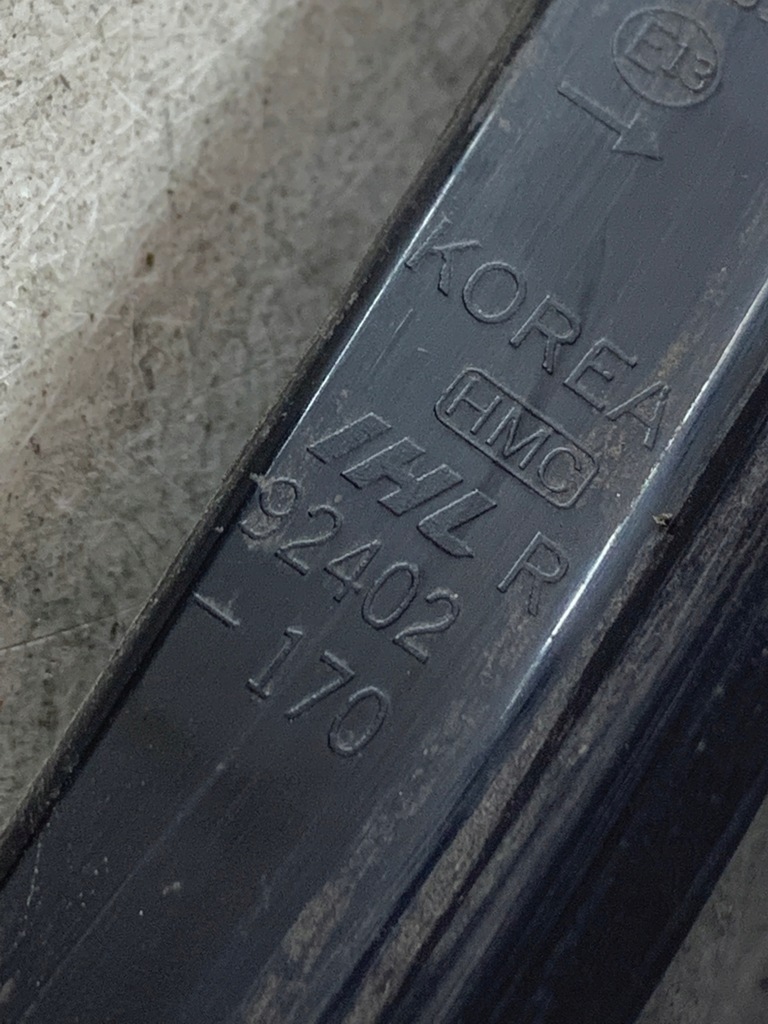 E13
KOREA
HMC
IHL R
92402
- 170